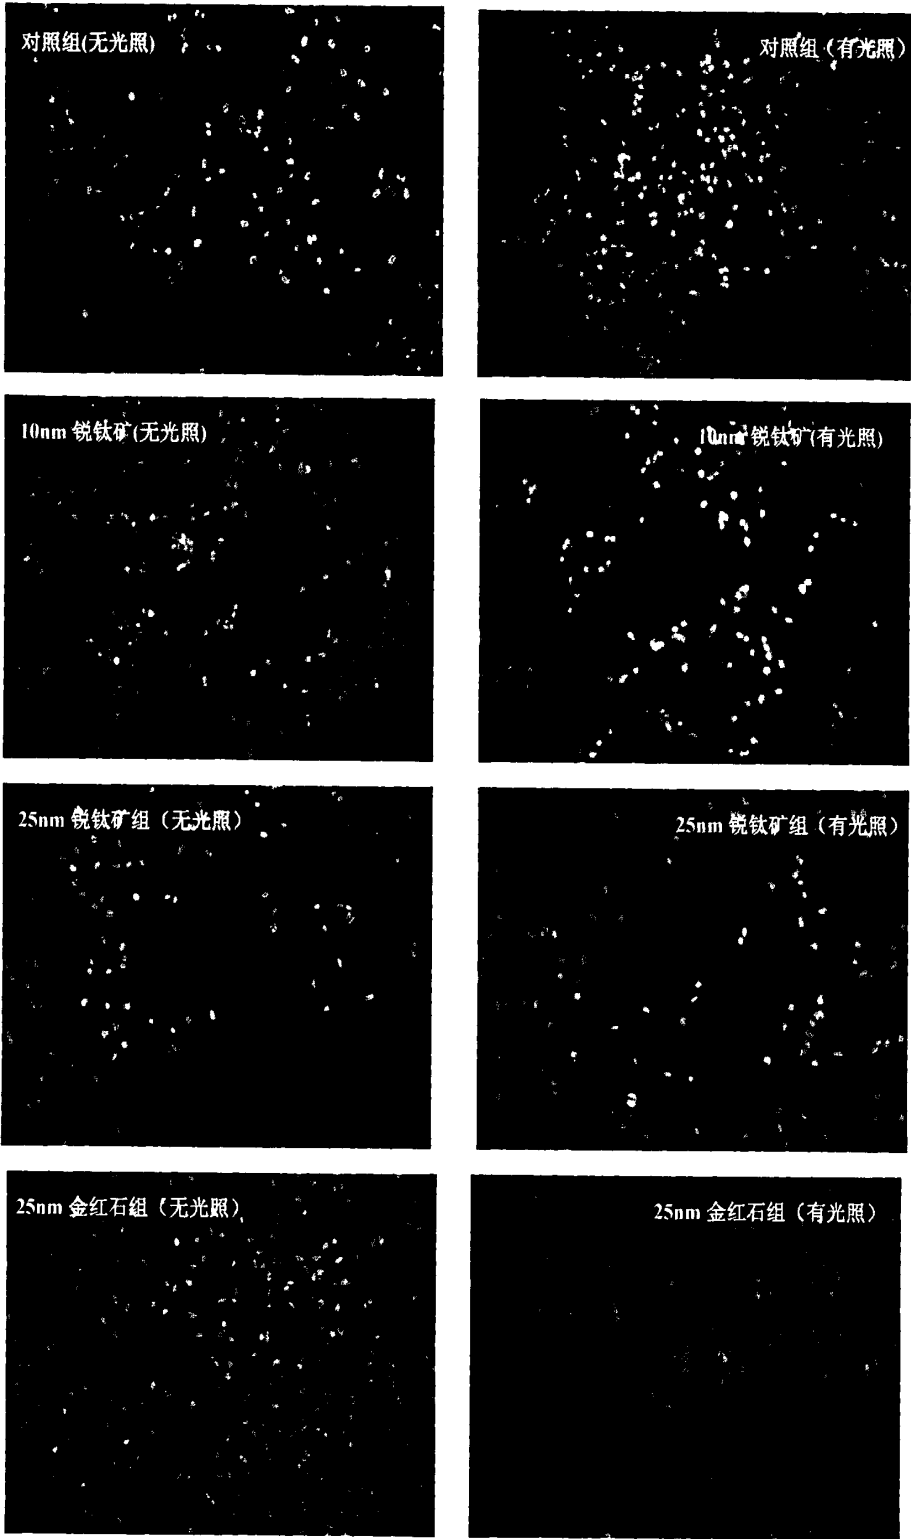 对照组(无光照)
对照组（有光照）
10nm 锐钛矿(无光照)
10nm 锐钛矿(有光照)
25nm 锐钛矿组（无光照）
25nm 锐钛矿组（有光照）
25nm 金红石组（无光照）
25nm 金红石组（有光照）